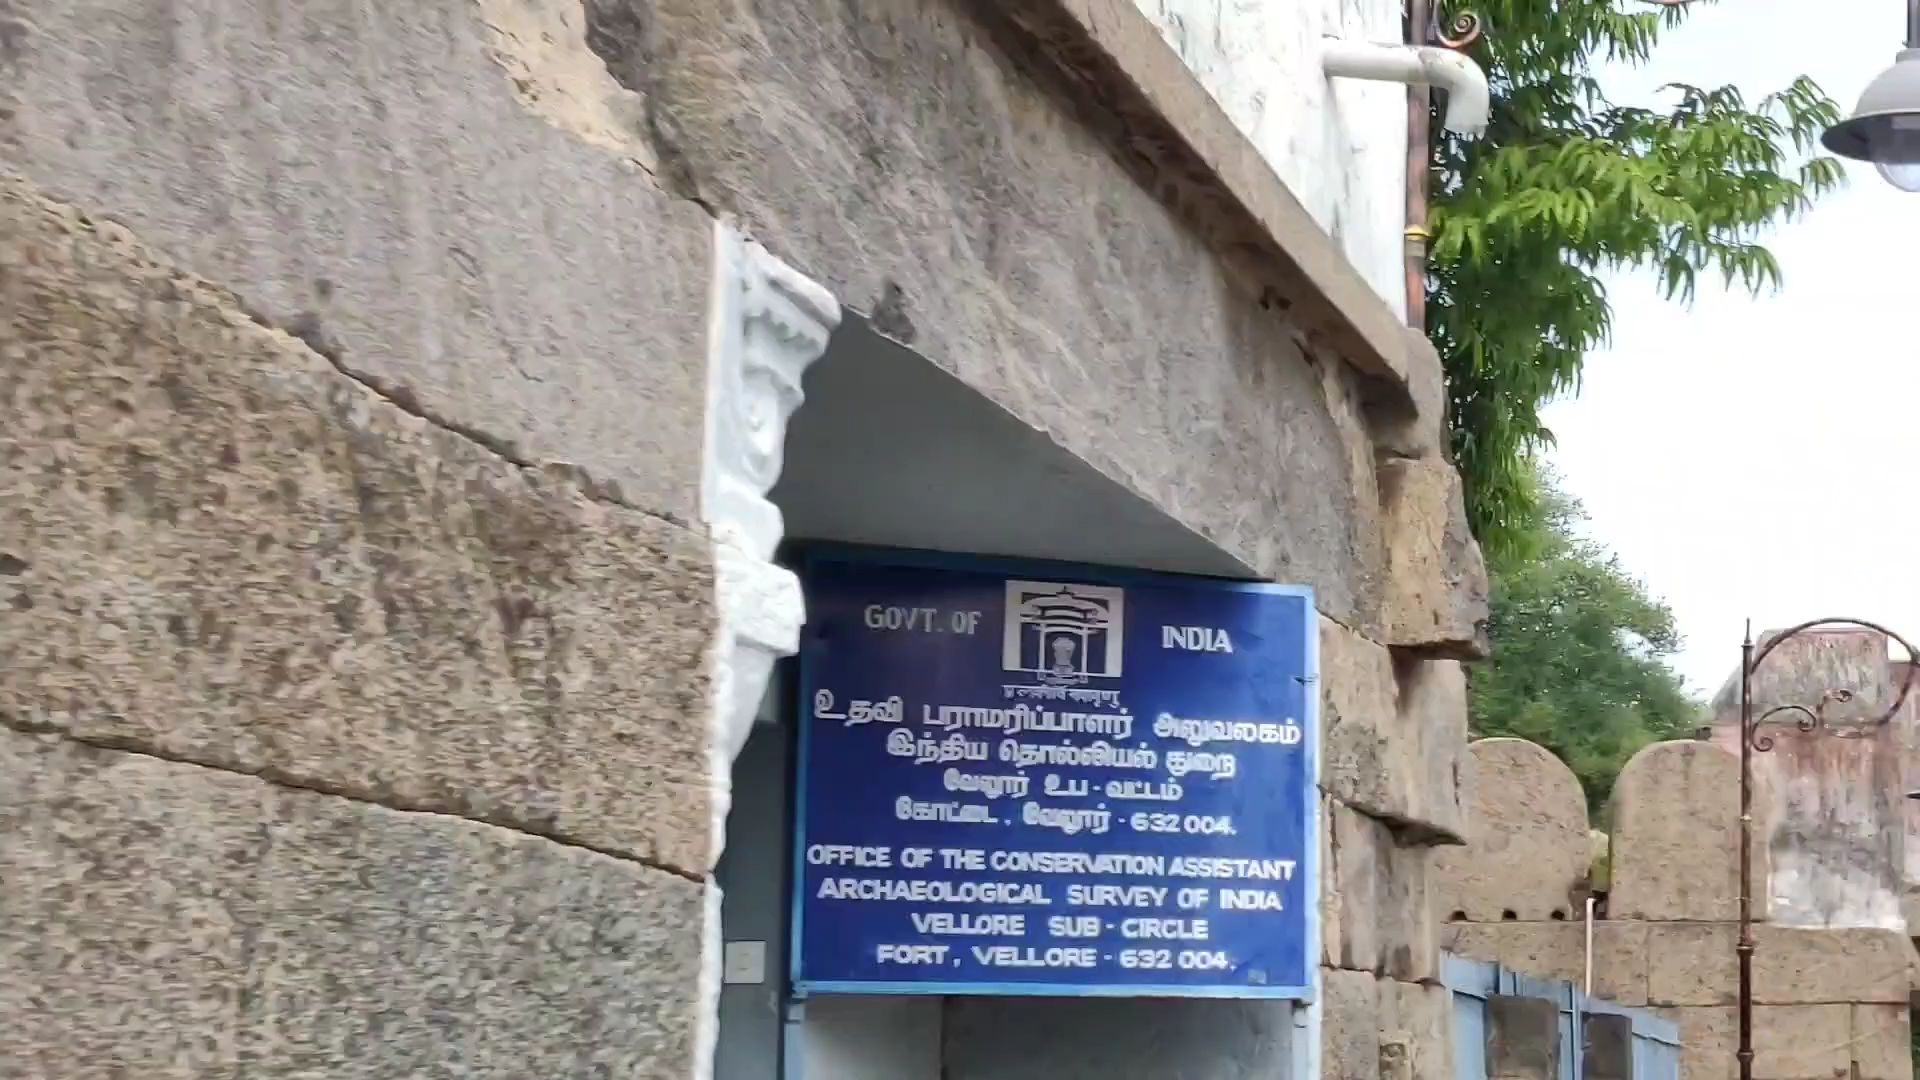 GOVT. OF INDIA
உதவி பராமரிப்பாளர் அலுவலகம்
இந்திய தொல்லியல் துறை
வேலூர் உப - வட்டம்
கோட்டை, வேலூர் - 632 004.
OFFICE OF THE CONSERVATION ASSISTANT
ARCHAEOLOGICAL SURVEY OF INDIA
VELLORE SUB - CIRCLE
FORT, VELLORE - 632 004.